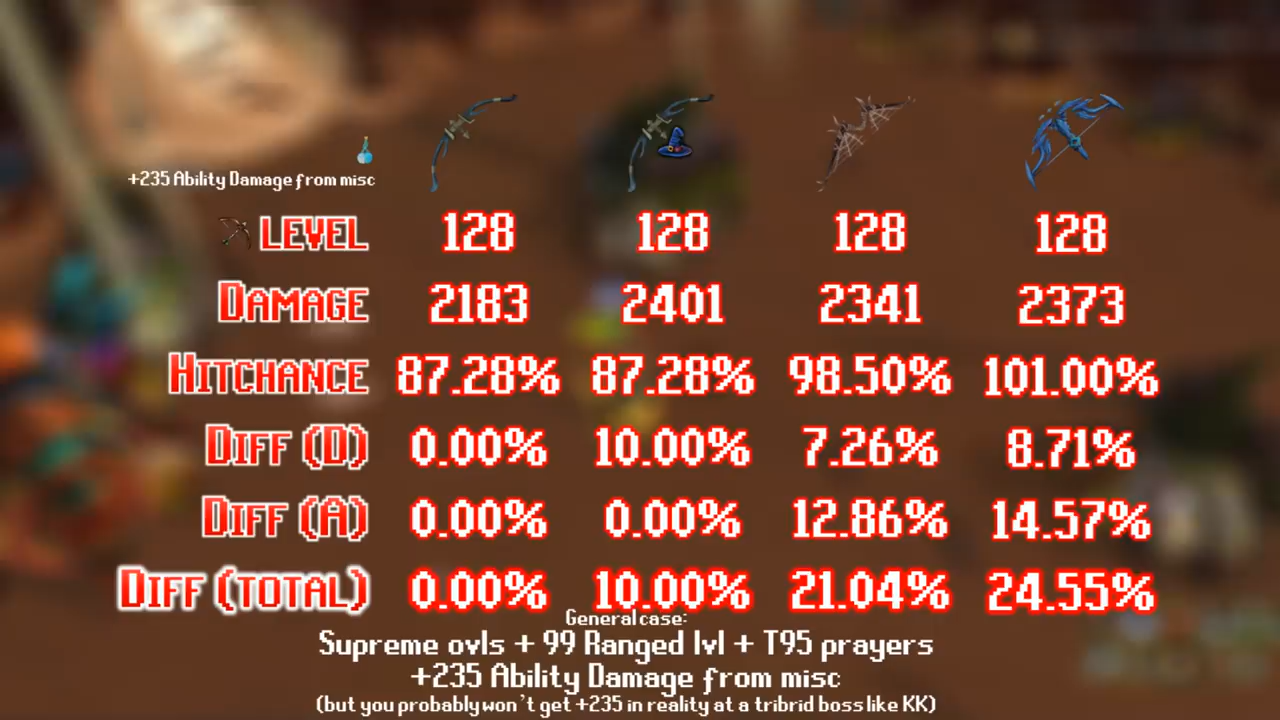 +235 Ability Damage from misc
LEVEL 128 128 128 128
DAMAGE 2183 2401 2341 2373
HITCHANCE 87.28% 87.28% 98.50% 101.00%
DIFF (D) 0.00% 10.00% 7.26% 8.71%
DIFF (A) 0.00% 0.00% 12.86% 14.57%
DIFF (TOTAL) 0.00% 10.00% 21.04% 24.55%
General case:
Supreme ovls + 99 Ranged lvl + T95 prayers
+235 Ability Damage from misc
(but you probably won't get +235 in reality at a tribrid boss like KK)